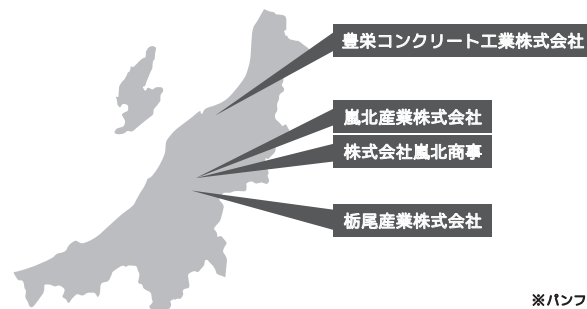 豊栄コンクリート工業株式会社
嵐北産業株式会社
株式会社嵐北商事
栃尾産業株式会社
※パンフ